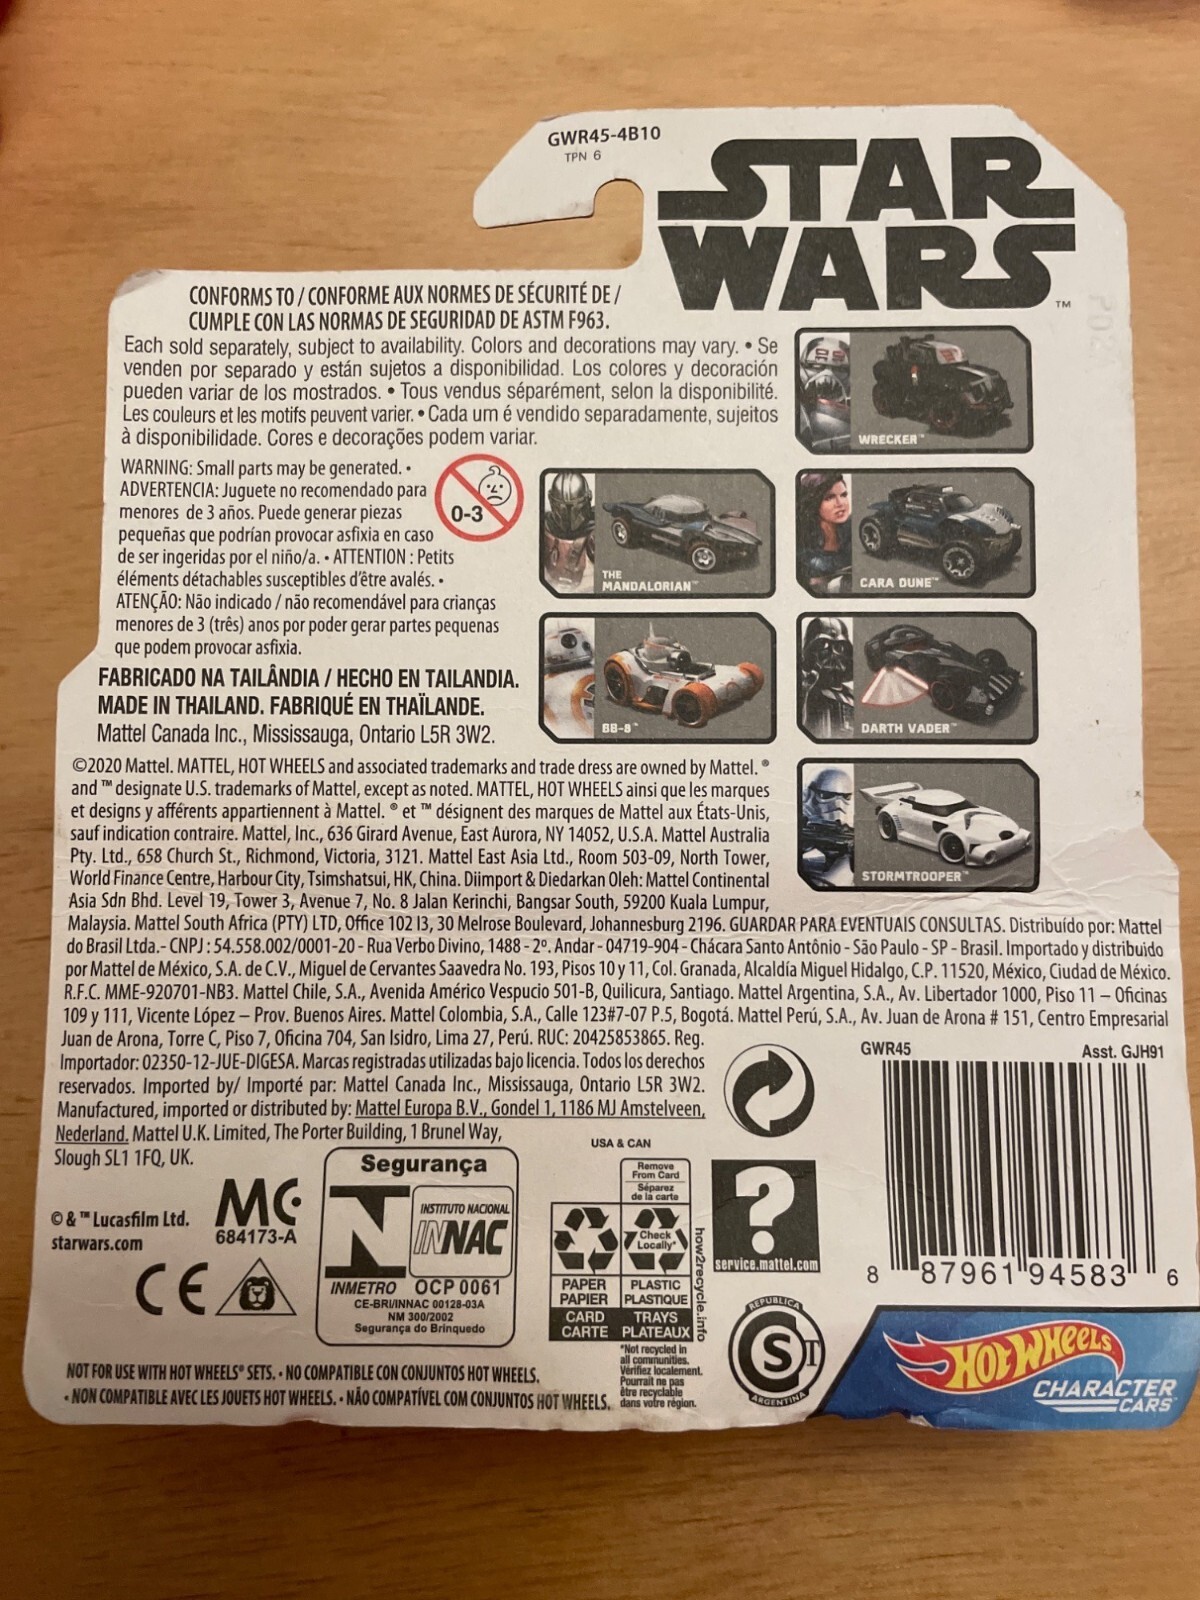 GWR45-4B10
TPN 6
STAR
WARS™
CONFORMS TO / CONFORME AUX NORMES DE SÉCURITÉ DE /
CUMPLE CON LAS NORMAS DE SEGURIDAD DE ASTM F963.
Each sold separately, subject to availability. Colors and decorations may vary. • Se
venden por separado y están sujetos a disponibilidad. Los colores y decoración
pueden variar de los mostrados. • Tous vendus séparément, selon la disponibilité.
Les couleurs et les motifs peuvent varier. • Cada um é vendido separadamente, sujeitos
à disponibilidade. Cores e decorações podem variar.
WARNING: Small parts may be generated. •
ADVERTENCIA: Juguete no recomendado para
menores de 3 años. Puede generar piezas
pequeñas que podrían provocar asfixia en caso
de ser ingeridas por el niño/a. • ATTENTION : Petits
éléments détachables susceptibles d'être avalés. •
ATENÇÃO: Não indicado / não recomendável para crianças
menores de 3 (três) anos por poder gerar partes pequenas
que podem provocar asfixia.
0-3
WRECKER™
THE
MANDALORIAN™
CARA DUNE™
BB-8™
DARTH VADER™
STORMTROOPER™
FABRICADO NA TAILÂNDIA / HECHO EN TAILANDIA.
MADE IN THAILAND. FABRIQUÉ EN THAÏLANDE.
Mattel Canada Inc., Mississauga, Ontario L5R 3W2.
©2020 Mattel. MATTEL, HOT WHEELS and associated trademarks and trade dress are owned by Mattel. ®
and ™ designate U.S. trademarks of Mattel, except as noted. MATTEL, HOT WHEELS ainsi que les marques
et designs y afférents appartiennent à Mattel. ® et ™ désignent des marques de Mattel aux États-Unis,
sauf indication contraire. Mattel, Inc., 636 Girard Avenue, East Aurora, NY 14052, U.S.A. Mattel Australia
Pty. Ltd., 658 Church St., Richmond, Victoria, 3121. Mattel East Asia Ltd., Room 503-09, North Tower,
World Finance Centre, Harbour City, Tsimshatsui, HK, China. Diimport & Diedarkan Oleh: Mattel Continental
Asia Sdn Bhd. Level 19, Tower 3, Avenue 7, No. 8 Jalan Kerinchi, Bangsar South, 59200 Kuala Lumpur,
Malaysia. Mattel South Africa (PTY) LTD, Office 102 I3, 30 Melrose Boulevard, Johannesburg 2196. GUARDAR PARA EVENTUAIS CONSULTAS. Distribuído por: Mattel
do Brasil Ltda.- CNPJ : 54.558.002/0001-20 - Rua Verbo Divino, 1488 - 2º. Andar - 04719-904 - Chácara Santo Antônio - São Paulo - SP - Brasil. Importado y distribuido
por Mattel de México, S.A. de C.V., Miguel de Cervantes Saavedra No. 193, Pisos 10 y 11, Col. Granada, Alcaldía Miguel Hidalgo, C.P. 11520, México, Ciudad de México.
R.F.C. MME-920701-NB3. Mattel Chile, S.A., Avenida Américo Vespucio 501-B, Quilicura, Santiago. Mattel Argentina, S.A., Av. Libertador 1000, Piso 11 – Oficinas
109 y 111, Vicente López – Prov. Buenos Aires. Mattel Colombia, S.A., Calle 123#7-07 P.5, Bogotá. Mattel Perú, S.A., Av. Juan de Arona # 151, Centro Empresarial
Juan de Arona, Torre C, Piso 7, Oficina 704, San Isidro, Lima 27, Perú. RUC: 20425853865. Reg.
Importador: 02350-12-JUE-DIGESA. Marcas registradas utilizadas bajo licencia. Todos los derechos
reservados. Imported by/ Importé par: Mattel Canada Inc., Mississauga, Ontario L5R 3W2.
Manufactured, imported or distributed by: Mattel Europa B.V., Gondel 1, 1186 MJ Amstelveen,
Nederland. Mattel U.K. Limited, The Porter Building, 1 Brunel Way,
Slough SL1 1FQ, UK.
GWR45
Asst. GJH91
8 87961 94583 6
© & ™ Lucasfilm Ltd.
starwars.com
MC
684173-A
CE
Segurança
INSTITUTO NACIONAL
INNAC
INMETRO OCP 0061
CE-BRI/INNAC 00128-03A
NM 300/2002
Segurança do Brinquedo
USA & CAN
Remove
From Card
Séparez
de la carte
Check
Locally*
PAPER
PAPIER
PLASTIC
PLASTIQUE
CARD
CARTE
TRAYS
PLATEAUX
how2recycle.info
*Not recycled in
all communities.
Vérifiez localement.
Pourrait ne pas
être recyclable
dans votre région.
?
service.mattel.com
REPUBLICA
CST
ARGENTINA
NOT FOR USE WITH HOT WHEELS® SETS. • NO COMPATIBLE CON CONJUNTOS HOT WHEELS.
• NON COMPATIBLE AVEC LES JOUETS HOT WHEELS. • NÃO COMPATÍVEL COM CONJUNTOS HOT WHEELS.
HOT WHEELS
CHARACTER
CARS™